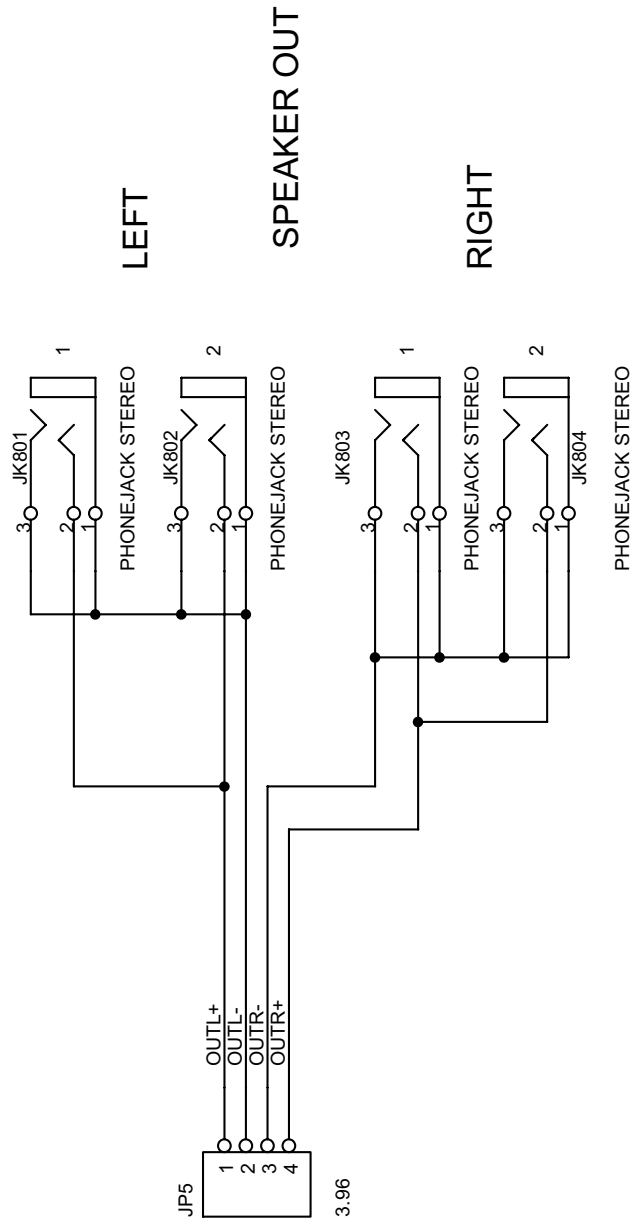 SPEAKER OUT
LEFT
RIGHT
JK801
3
2
1
1
PHONEJACK STEREO
JK802
3
2
1
2
PHONEJACK STEREO
JK803
3
2
1
1
PHONEJACK STEREO
JK804
3
2
1
2
PHONEJACK STEREO
OUTL+
OUTL-
OUTR-
OUTR+
JP5
1
2
3
4
3.96